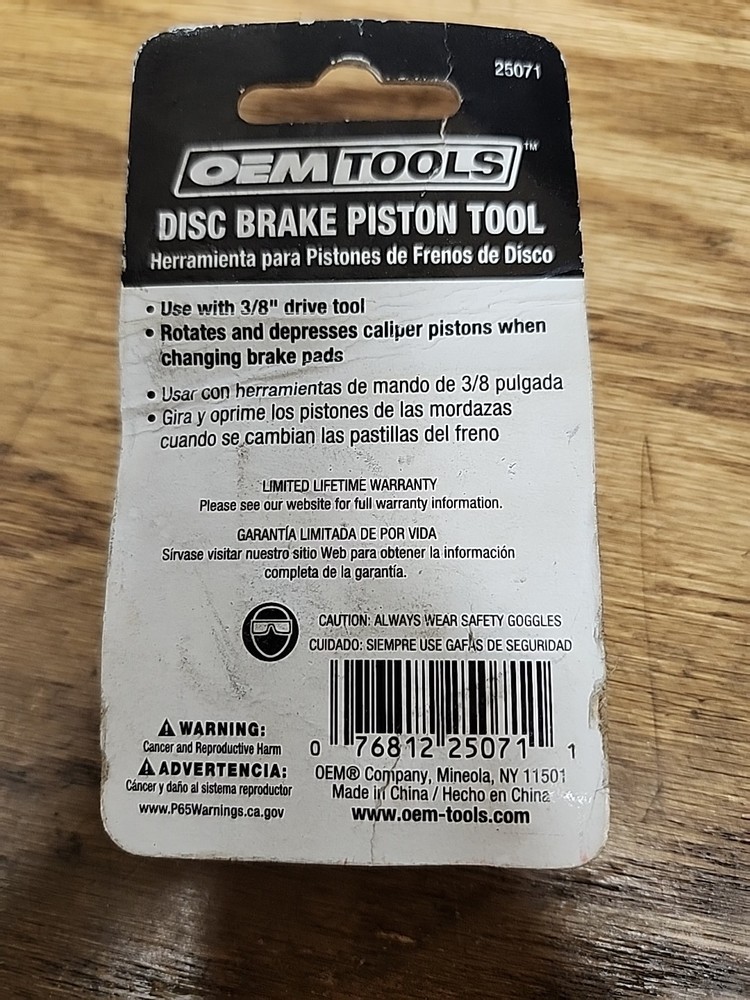 25071
OEMTOOLS™
DISC BRAKE PISTON TOOL
Herramienta para Pistones de Frenos de Disco
• Use with 3/8" drive tool
• Rotates and depresses caliper pistons when
changing brake pads
• Usar con herramientas de mando de 3/8 pulgada
• Gira y oprime los pistones de las mordazas
cuando se cambian las pastillas del freno
LIMITED LIFETIME WARRANTY
Please see our website for full warranty information.
GARANTÍA LIMITADA DE POR VIDA
Sírvase visitar nuestro sitio Web para obtener la información
completa de la garantía.
CAUTION: ALWAYS WEAR SAFETY GOGGLES
CUIDADO: SIEMPRE USE GAFAS DE SEGURIDAD
WARNING:
Cancer and Reproductive Harm
ADVERTENCIA:
Cáncer y daño al sistema reproductor
www.P65Warnings.ca.gov
0 76812 25071 1
OEM® Company, Mineola, NY 11501
Made in China / Hecho en China
www.oem-tools.com